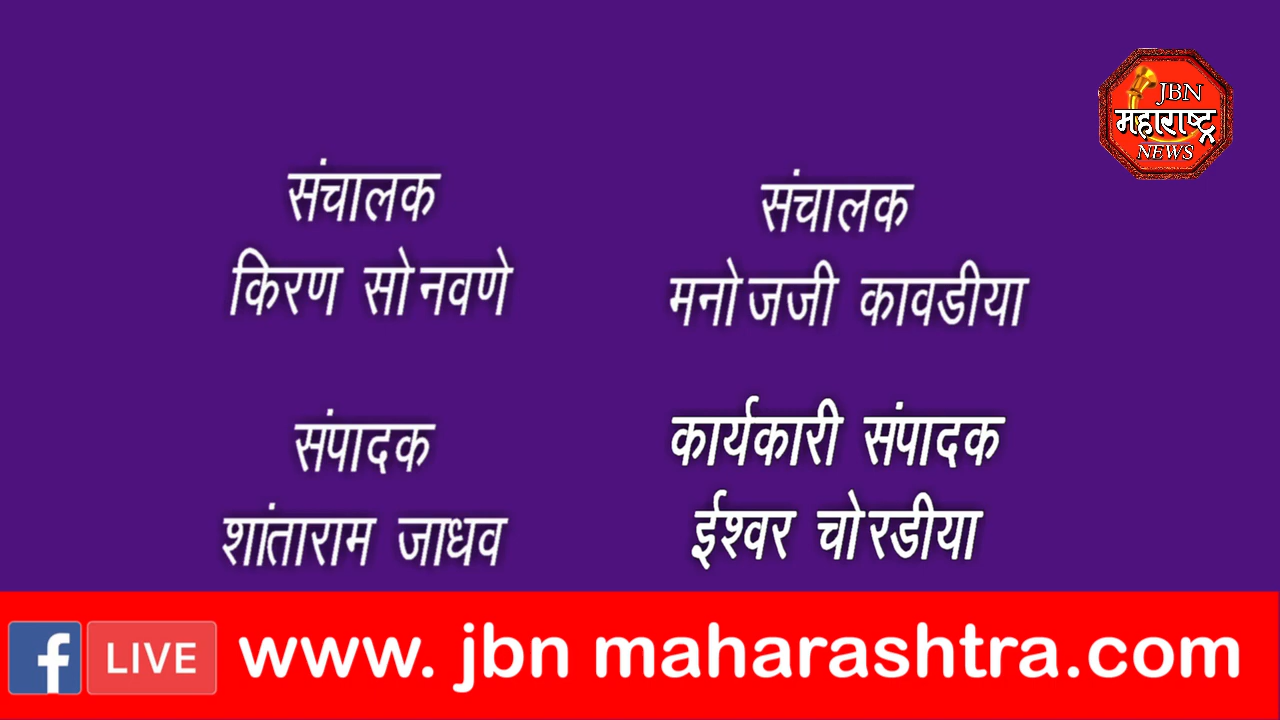 JBN
महाराष्ट्र
NEWS
संचालक
किरण सोनवणे
संचालक
मनोजजी कावडीया
संपादक
शांताराम जाधव
कार्यकारी संपादक
ईश्वर चोरडीया
f LIVE www. jbn maharashtra.com